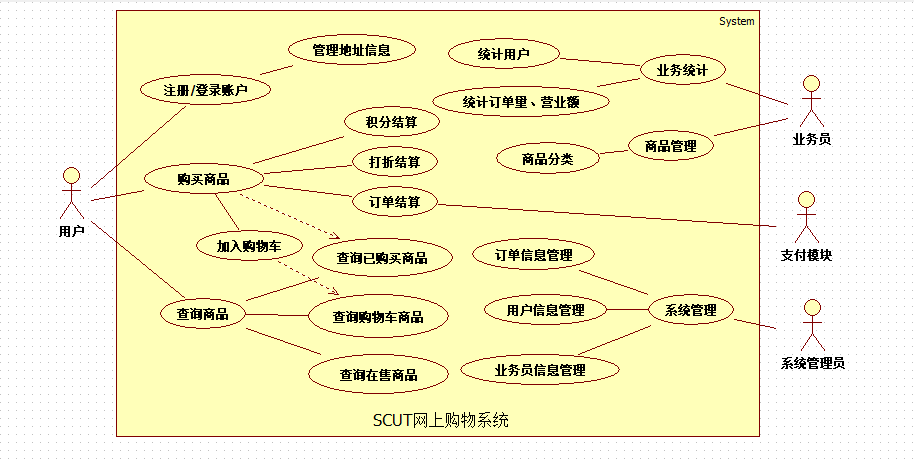 System
管理地址信息
统计用户
注册/登录账户
业务统计
统计订单量、营业额
业务员
积分结算
商品管理
打折结算
商品分类
购买商品
订单结算
用户
加入购物车
查询已购买商品
订单信息管理
支付模块
查询商品
查询购物车商品
用户信息管理
系统管理
系统管理员
查询在售商品
业务员信息管理
SCUT网上购物系统